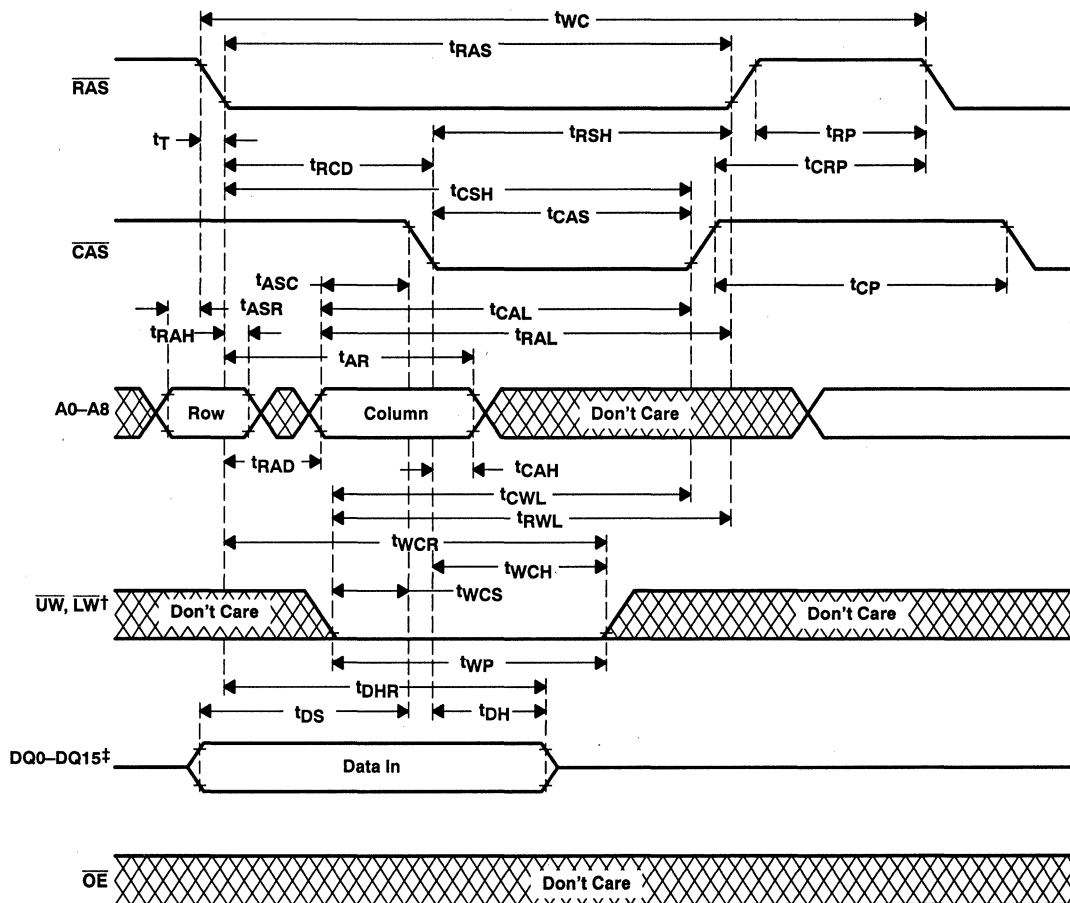 tWC
tRAS
RAS
tT
tRSH
tRP
tRCD
tCRP
tCSH
tCAS
CAS
tASC
tCP
tASR
tCAL
tRAH
tRAL
tAR
A0–A8
Row
Column
Don't Care
tRAD
tCAH
tCWL
tRWL
tWCR
tWCH
tWCS
UW, LW†
Don't Care
Don't Care
tWP
tDHR
tDS
tDH
DQ0–DQ15‡
Data In
OE
Don't Care